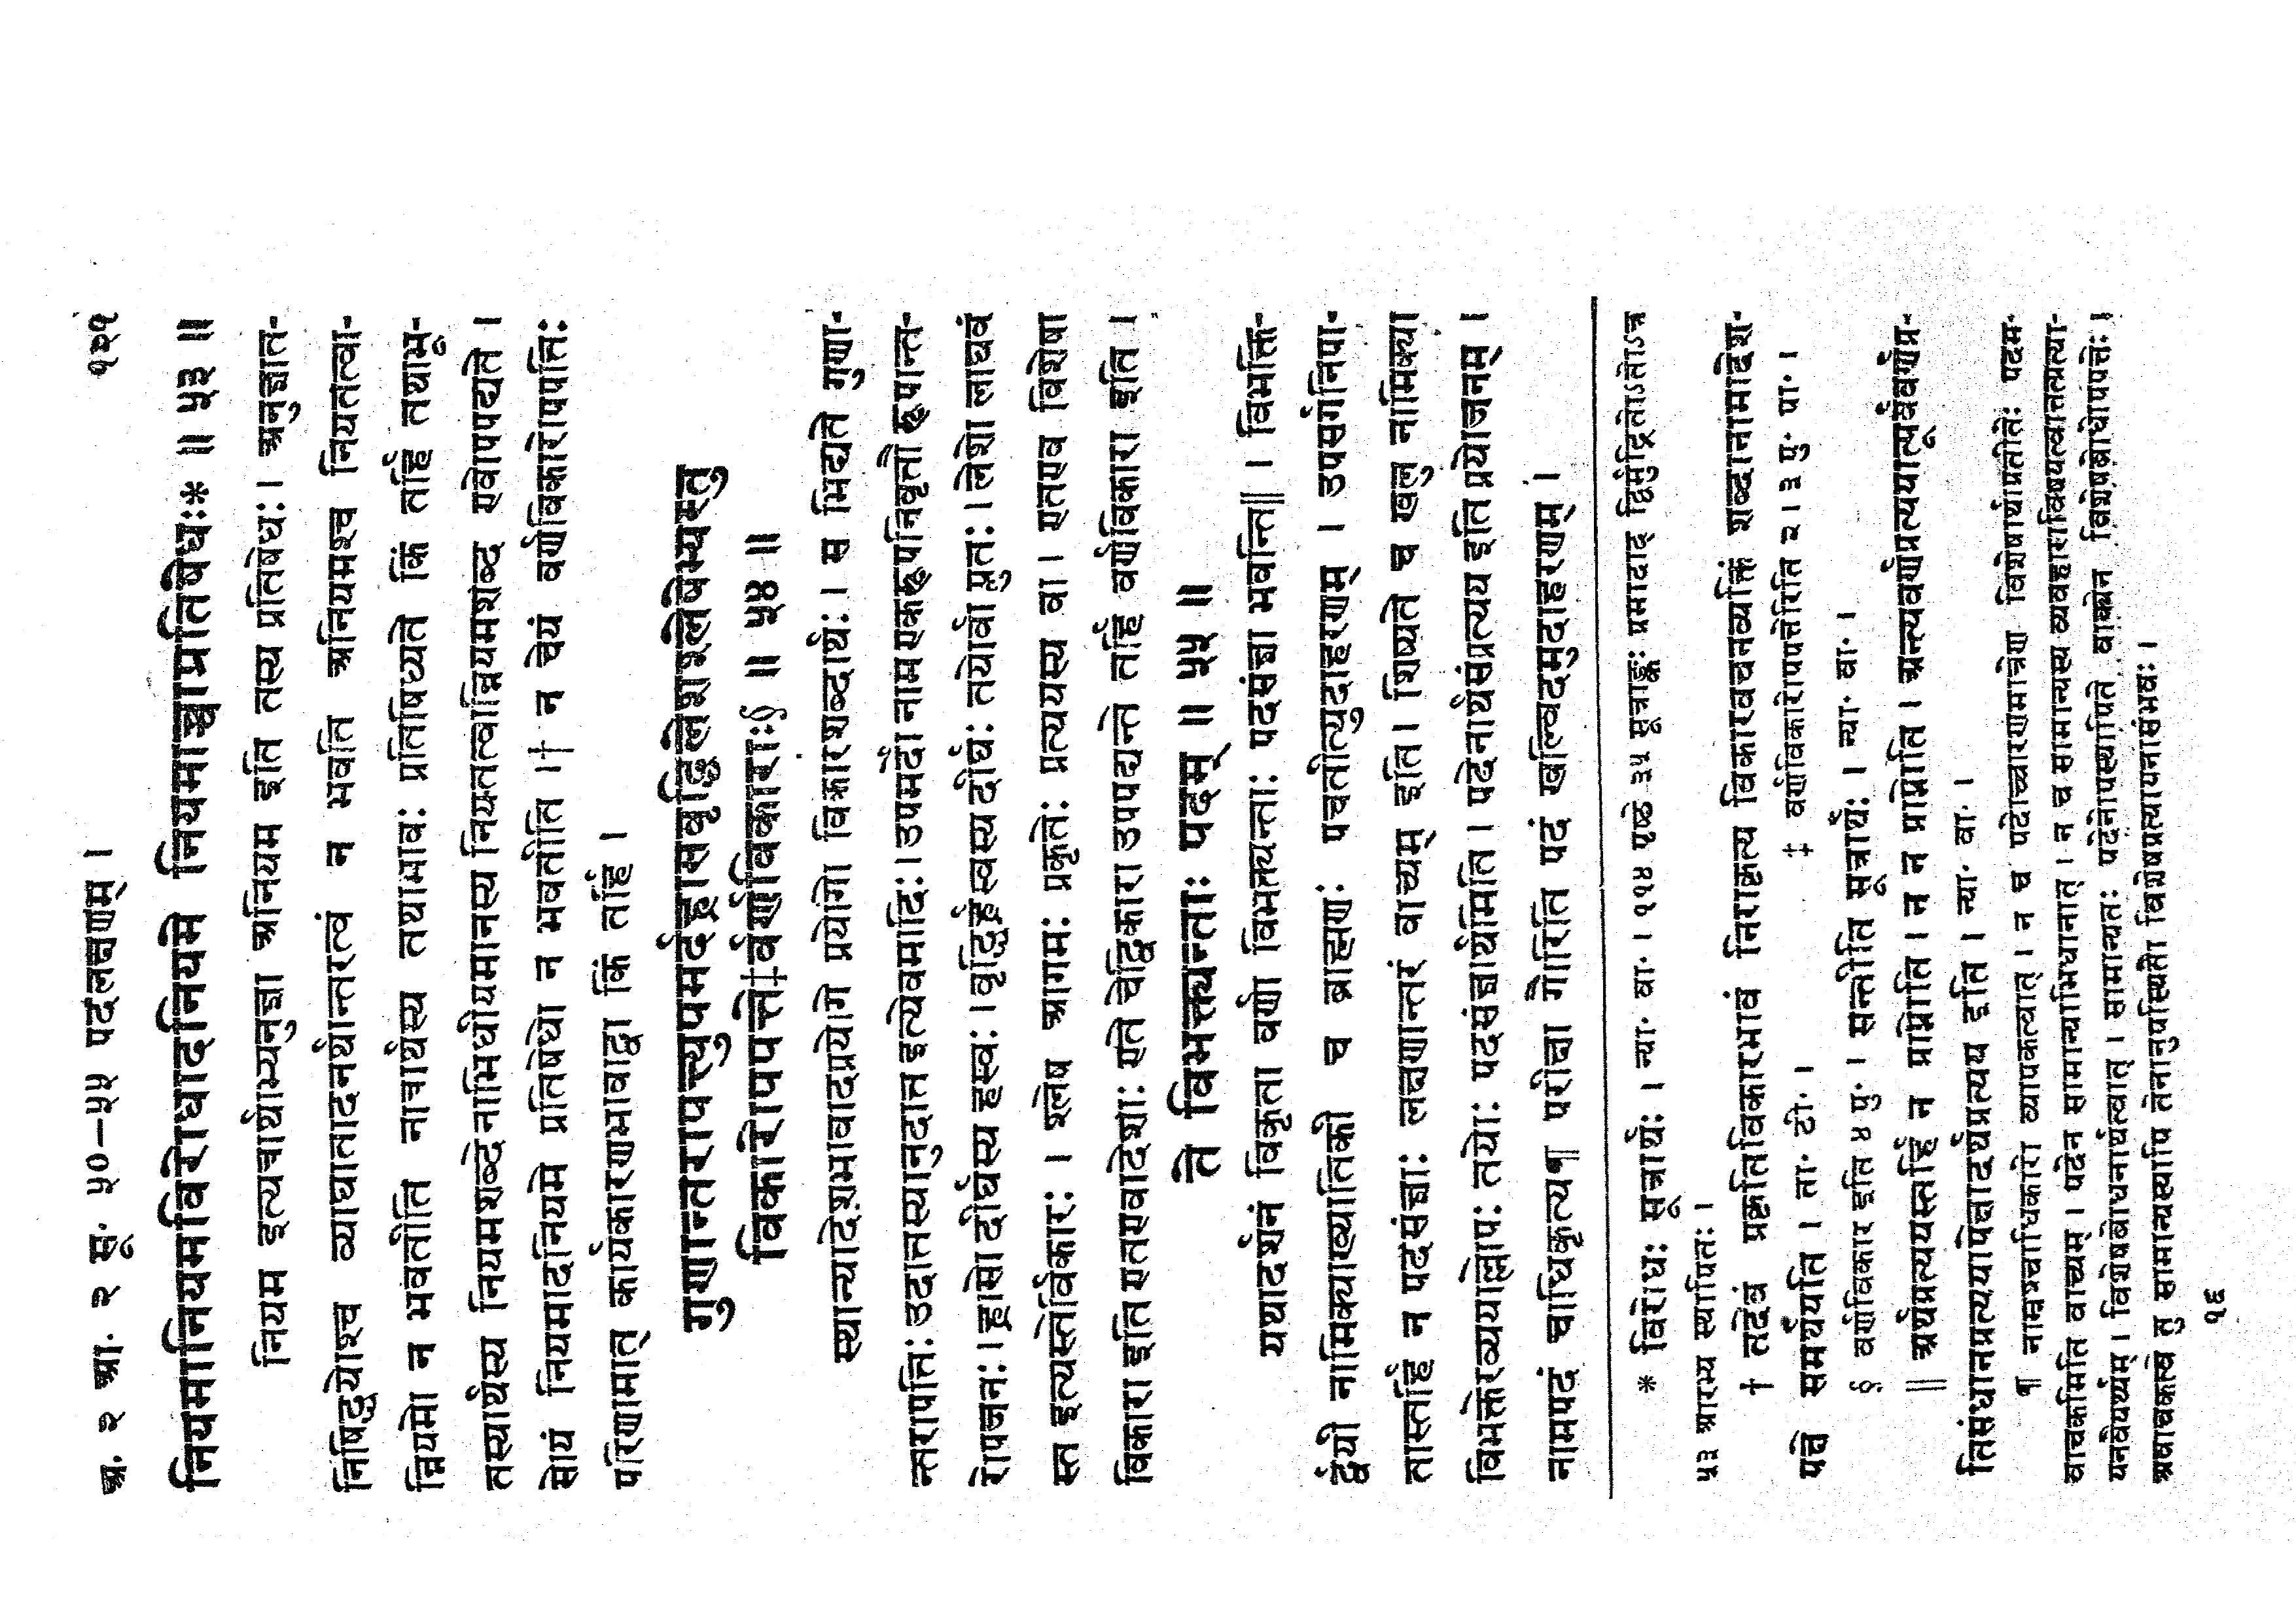 अ. २ आ. २ सू. ५०—५५ पदलक्षणम् ।
१२१
नियमानियमविरोधादनियमे नियमाच्चाप्रतिषेधः* ॥ ५३ ॥
नियम इत्यत्रार्थाभ्यनुज्ञा अनियम इति तस्य प्रतिषेधः । अनुज्ञात-
निषिद्धयोश्च व्याघातादनर्थान्तरत्वं न भवति अनियमश्च नियतत्वा-
न्नियमो न भवतीति नात्रार्थस्य तथाभावः प्रतिषिध्यते किं तर्हि तथाभू-
तस्यार्थस्य नियमशब्देनाभिधीयमानस्य नियतत्वान्नियमशब्द एवोपपद्यते ।
सोयं नियमादनियमे प्रतिषेधो न भवतीति ।† न चेयं वर्णविकारोपपत्तिः
परिणामात् कार्यकारणभावाद्वा किं तर्हि ।
गुणान्तरापत्त्युपमर्दह्रासवृद्धिलेशश्लेषेभ्यस्तु
विकारोपपत्ते‡र्वर्णविकाराः§ ॥ ५४ ॥
स्थान्यादेशभावादप्रयोगे प्रयोगो विकारशब्दार्थः । स भिद्यते गुणा-
न्तरापत्तिः उदात्तस्यानुदात्त इत्येवमादिः । उपमर्दो नाम एकरूपनिवृत्तौ रूपान्त-
रोपजनः । ह्रासो दीर्घस्य ह्रस्वः । वृद्धिर्ह्रस्वस्य दीर्घः तयोर्वा प्लुतः । लेशो लाघवं
स्त इत्यस्तेर्विकारः । श्लेष आगमः प्रकृतेः प्रत्ययस्य वा । एतएव विशेषा
विकारा इति एतएवादेशाः एते चेद्विकारा उपपद्यन्ते तर्हि वर्णविकारा इति ।
ते विभक्त्यन्ताः पदम् ॥ ५५ ॥
यथादर्शनं विकृता वर्णा विभक्त्यन्ताः पदसंज्ञा भवन्ति‖ । विभक्ति-
र्द्वयी नामिक्याख्यातिकी च ब्राह्मणः पचतीत्युदाहरणम् । उपसर्गनिपा-
तास्तर्हि न पदसंज्ञाः लक्षणान्तरं वाच्यम् इति । शिष्यते च खलु नामिक्या
विभक्तेरव्ययाल्लोपः तयोः पदसंज्ञार्थमिति । पदेनार्थसंप्रत्यय इति प्रयोजनम् ।
नामपदं चाधिकृत्य¶ परीक्षा गौरिति पदं खल्विदमुदाहरणम् ।
* विरोधः सूत्रार्थः । न्या. वा. । ११४ पृष्ठे ३५ सूत्राङ्कः प्रमादाद् द्विर्मुद्रितोऽतोऽत्र
५३ आरभ्य स्थापितः ।
† तदेवं प्रकृतिविकारभावं निराकृत्य विकारवचनव्यक्तिं शब्दानामादेश-
पक्षे समर्थयति । ता. टी. । ‡ वर्णविकारोपपत्तेरिति २ । ३ पु. पा. ।
§ वर्णविकार इति ४ पु. । सन्तीति सूत्रार्थः । न्या. वा. ।
‖ अर्थप्रत्ययस्तर्हि न प्राप्नोति । न न प्राप्नोति । अन्त्यवर्णप्रत्ययात्पूर्ववर्णप्र-
तिसंधानप्रत्ययापेक्षादर्थप्रत्यय इति । न्या. वा. ।
¶ नाम्नश्चाधिकारो व्यापकत्वात् । न च पदोच्चारणमात्रेण विशेषार्थाप्रतीतेः पदम-
वाचकमिति वाच्यम् । पदेन सामान्याभिधानात् । न च सामान्यस्य व्यवहाराविषयत्वात्तत्प्रत्या-
यनवैयर्थ्यम् । विशेषबोधनार्थत्वात् । सामान्यतः पदेनोपस्थापिते वाक्येन विशेषबोधोपपत्तेः ।
अवाचकत्वे तु सामान्यस्यापि तेनानुपस्थितौ विशेषप्रत्यायनासंभवः ।
१६